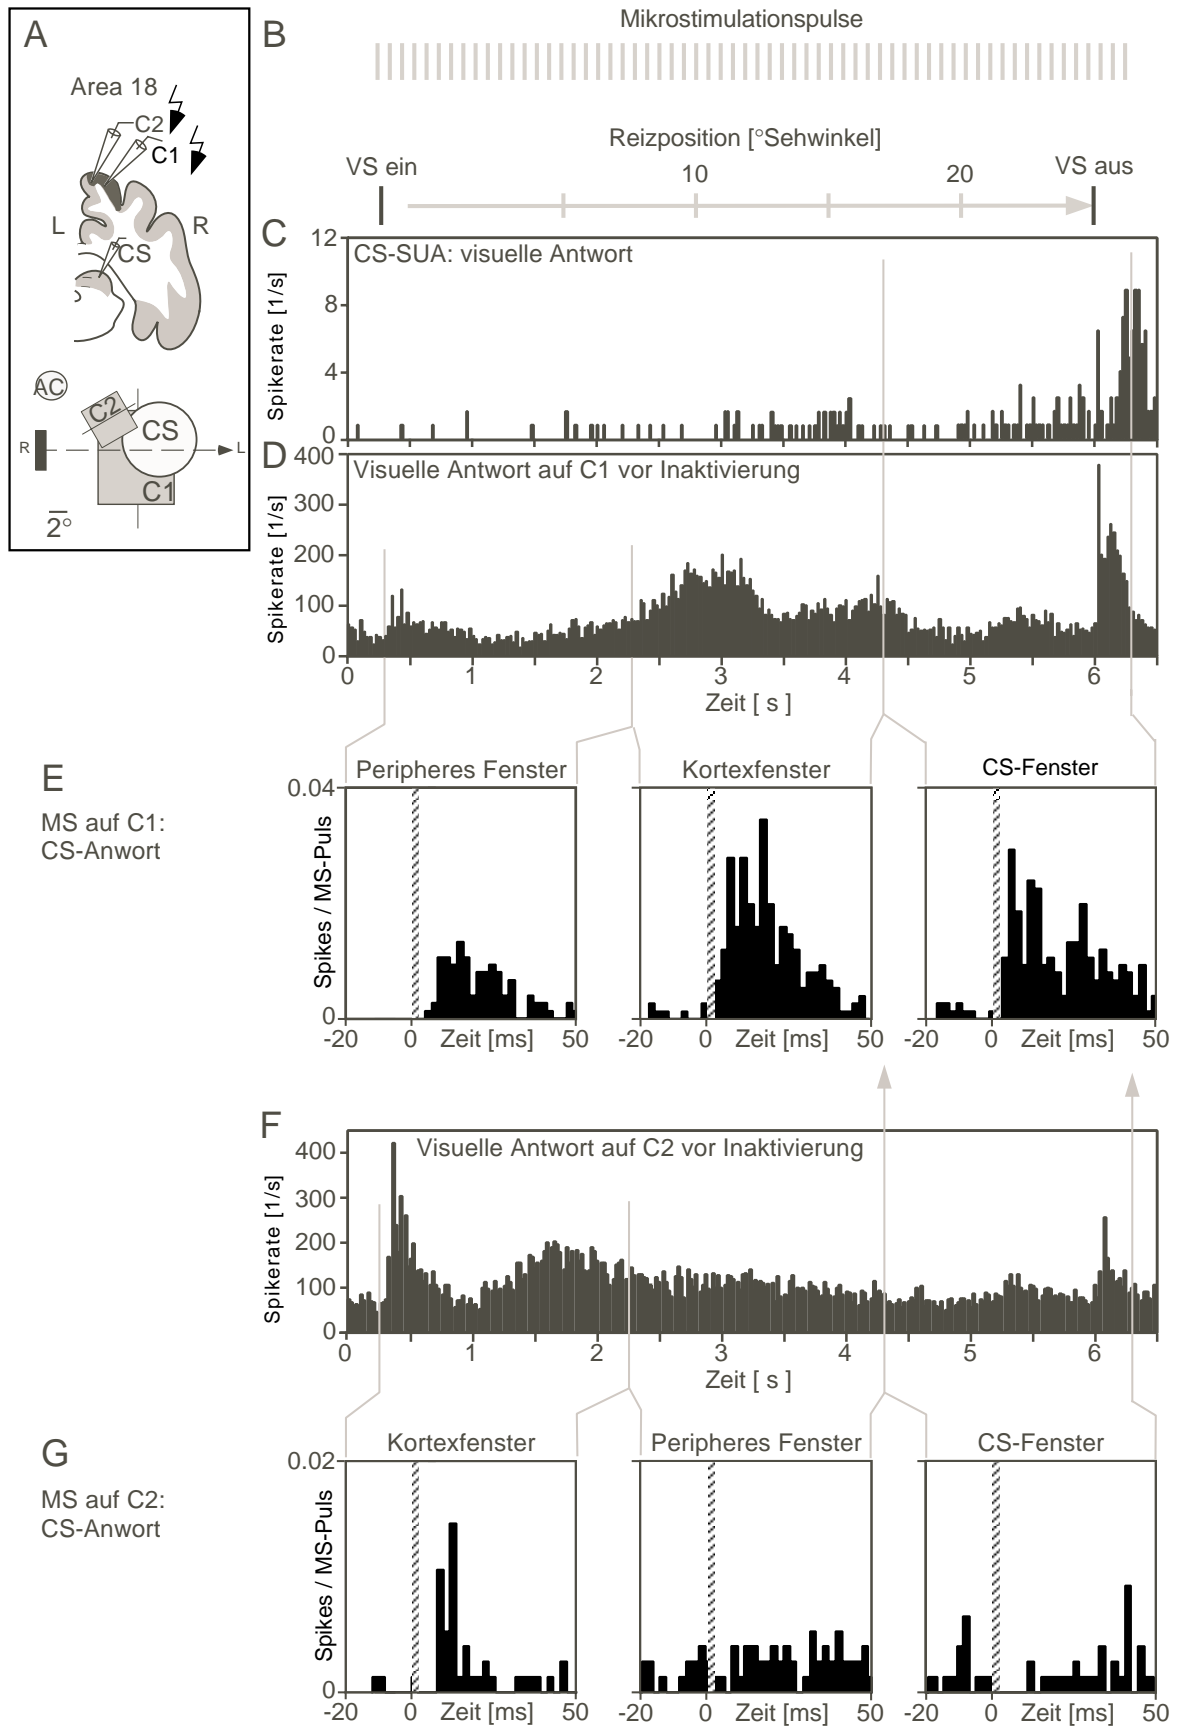 A
Area 18
C2
C1
L
R
CS
AC
C2
CS
R
L
C1
2°
B
Mikrostimulationspulse
Reizposition [°Sehwinkel]
VS ein
10
20
VS aus
C
12
CS-SUA: visuelle Antwort
8
4
0
Spikerate [1/s]
D
400
Visuelle Antwort auf C1 vor Inaktivierung
300
200
100
0
Spikerate [1/s]
0 1 2 3 4 5 6
Zeit [ s ]
E
MS auf C1:
CS-Anwort
Peripheres Fenster
Kortexfenster
CS-Fenster
0.04
Spikes / MS-Puls
0
-20 0 Zeit [ms] 50
-20 0 Zeit [ms] 50
-20 0 Zeit [ms] 50
F
Visuelle Antwort auf C2 vor Inaktivierung
400
300
200
100
0
Spikerate [1/s]
0 1 2 3 4 5 6
Zeit [ s ]
G
MS auf C2:
CS-Anwort
Kortexfenster
Peripheres Fenster
CS-Fenster
0.02
Spikes / MS-Puls
0
-20 0 Zeit [ms] 50
-20 0 Zeit [ms] 50
-20 0 Zeit [ms] 50